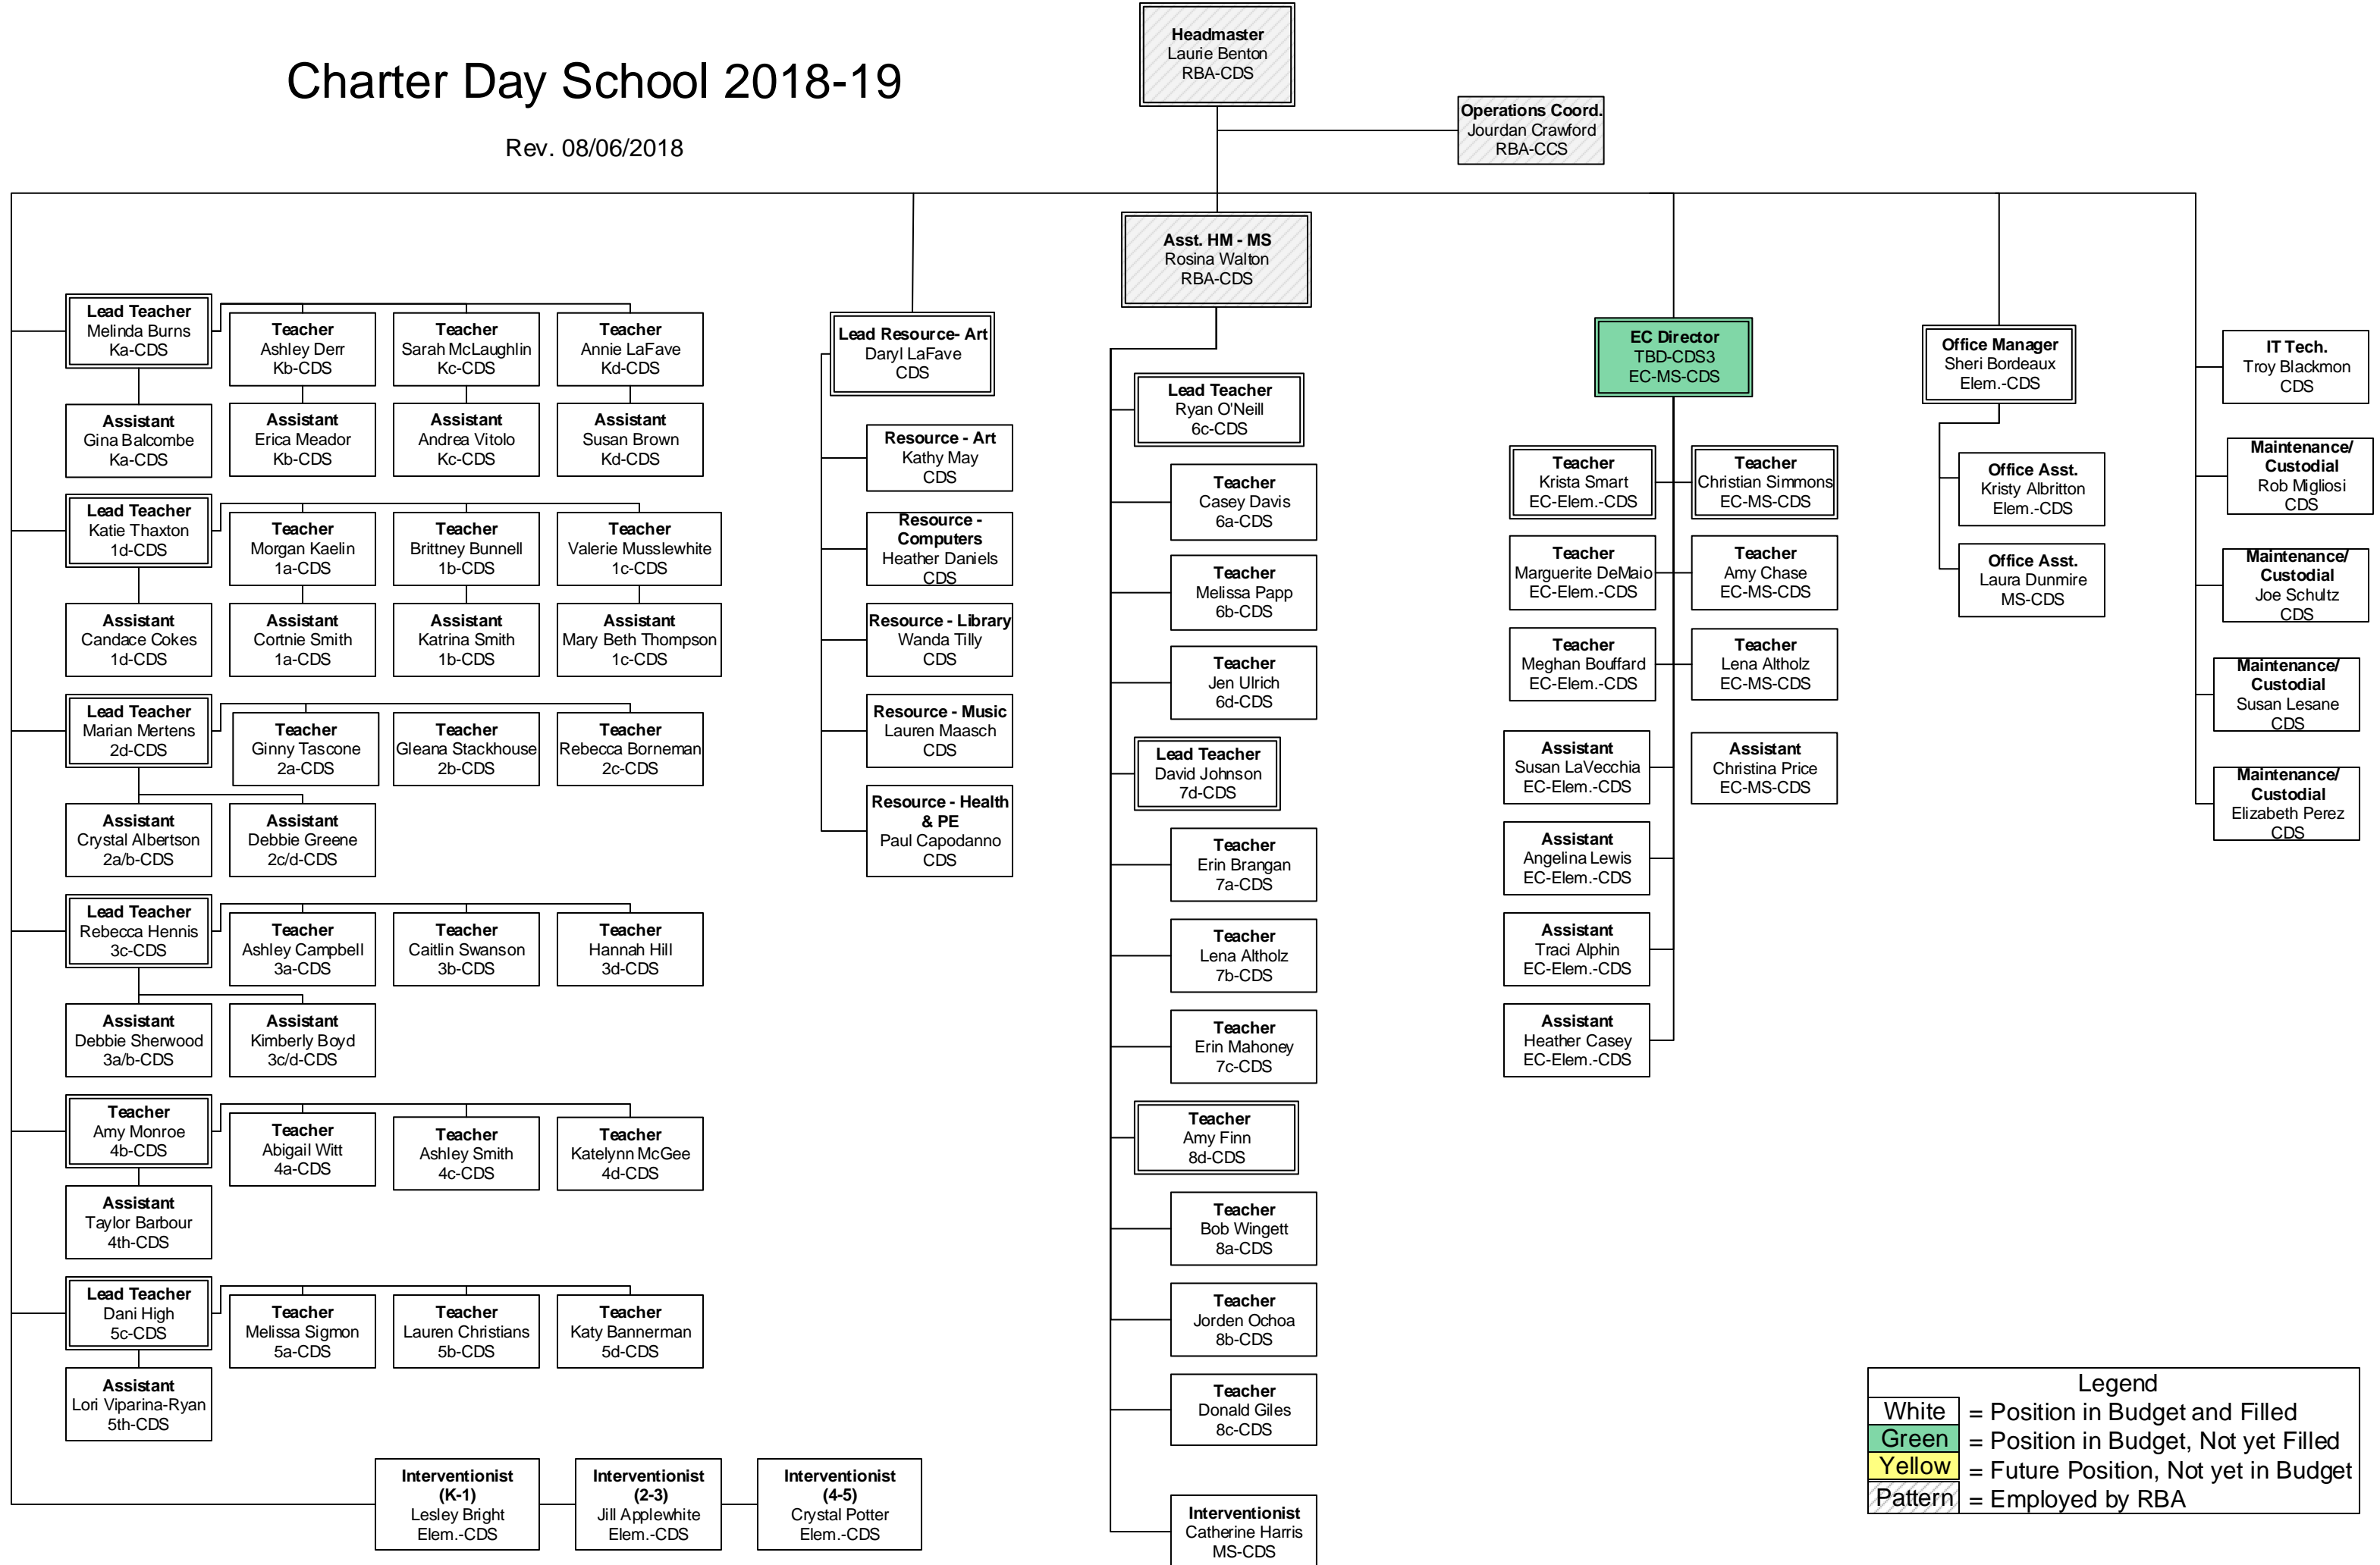 Charter Day School 2018-19
Rev. 08/06/2018
Headmaster
Laurie Benton
RBA-CDS
Operations Coord.
Jourdan Crawford
RBA-CCS
Asst. HM - MS
Rosina Walton
RBA-CDS
Lead Teacher
Melinda Burns
Ka-CDS
Teacher
Ashley Derr
Kb-CDS
Teacher
Sarah McLaughlin
Kc-CDS
Teacher
Annie LaFave
Kd-CDS
Assistant
Gina Balcombe
Ka-CDS
Assistant
Erica Meador
Kb-CDS
Assistant
Andrea Vitolo
Kc-CDS
Assistant
Susan Brown
Kd-CDS
Lead Teacher
Katie Thaxton
1d-CDS
Teacher
Morgan Kaelin
1a-CDS
Teacher
Brittney Bunnell
1b-CDS
Teacher
Valerie Musslewhite
1c-CDS
Assistant
Candace Cokes
1d-CDS
Assistant
Cortnie Smith
1a-CDS
Assistant
Katrina Smith
1b-CDS
Assistant
Mary Beth Thompson
1c-CDS
Lead Teacher
Marian Mertens
2d-CDS
Teacher
Ginny Tascone
2a-CDS
Teacher
Gleana Stackhouse
2b-CDS
Teacher
Rebecca Borneman
2c-CDS
Assistant
Crystal Albertson
2a/b-CDS
Assistant
Debbie Greene
2c/d-CDS
Lead Teacher
Rebecca Hennis
3c-CDS
Teacher
Ashley Campbell
3a-CDS
Teacher
Caitlin Swanson
3b-CDS
Teacher
Hannah Hill
3d-CDS
Assistant
Debbie Sherwood
3a/b-CDS
Assistant
Kimberly Boyd
3c/d-CDS
Teacher
Amy Monroe
4b-CDS
Teacher
Abigail Witt
4a-CDS
Teacher
Ashley Smith
4c-CDS
Teacher
Katelynn McGee
4d-CDS
Assistant
Taylor Barbour
4th-CDS
Lead Teacher
Dani High
5c-CDS
Teacher
Melissa Sigmon
5a-CDS
Teacher
Lauren Christians
5b-CDS
Teacher
Katy Bannerman
5d-CDS
Assistant
Lori Viparina-Ryan
5th-CDS
Interventionist
(K-1)
Lesley Bright
Elem.-CDS
Interventionist
(2-3)
Jill Applewhite
Elem.-CDS
Interventionist
(4-5)
Crystal Potter
Elem.-CDS
Lead Resource- Art
Daryl LaFave
CDS
Resource - Art
Kathy May
CDS
Resource -
Computers
Heather Daniels
CDS
Resource - Library
Wanda Tilly
CDS
Resource - Music
Lauren Maasch
CDS
Resource - Health
& PE
Paul Capodanno
CDS
Lead Teacher
Ryan O'Neill
6c-CDS
Teacher
Casey Davis
6a-CDS
Teacher
Melissa Papp
6b-CDS
Teacher
Jen Ulrich
6d-CDS
Lead Teacher
David Johnson
7d-CDS
Teacher
Erin Brangan
7a-CDS
Teacher
Lena Altholz
7b-CDS
Teacher
Erin Mahoney
7c-CDS
Teacher
Amy Finn
8d-CDS
Teacher
Bob Wingett
8a-CDS
Teacher
Jorden Ochoa
8b-CDS
Teacher
Donald Giles
8c-CDS
Interventionist
Catherine Harris
MS-CDS
EC Director
TBD-CDS3
EC-MS-CDS
Teacher
Krista Smart
EC-Elem.-CDS
Teacher
Christian Simmons
EC-MS-CDS
Teacher
Marguerite DeMaio
EC-Elem.-CDS
Teacher
Amy Chase
EC-MS-CDS
Teacher
Meghan Bouffard
EC-Elem.-CDS
Teacher
Lena Altholz
EC-MS-CDS
Assistant
Susan LaVecchia
EC-Elem.-CDS
Assistant
Christina Price
EC-MS-CDS
Assistant
Angelina Lewis
EC-Elem.-CDS
Assistant
Traci Alphin
EC-Elem.-CDS
Assistant
Heather Casey
EC-Elem.-CDS
Office Manager
Sheri Bordeaux
Elem.-CDS
Office Asst.
Kristy Albritton
Elem.-CDS
Office Asst.
Laura Dunmire
MS-CDS
IT Tech.
Troy Blackmon
CDS
Maintenance/
Custodial
Rob Migliosi
CDS
Maintenance/
Custodial
Joe Schultz
CDS
Maintenance/
Custodial
Susan Lesane
CDS
Maintenance/
Custodial
Elizabeth Perez
CDS
Legend
White = Position in Budget and Filled
Green = Position in Budget, Not yet Filled
Yellow = Future Position, Not yet in Budget
Pattern = Employed by RBA